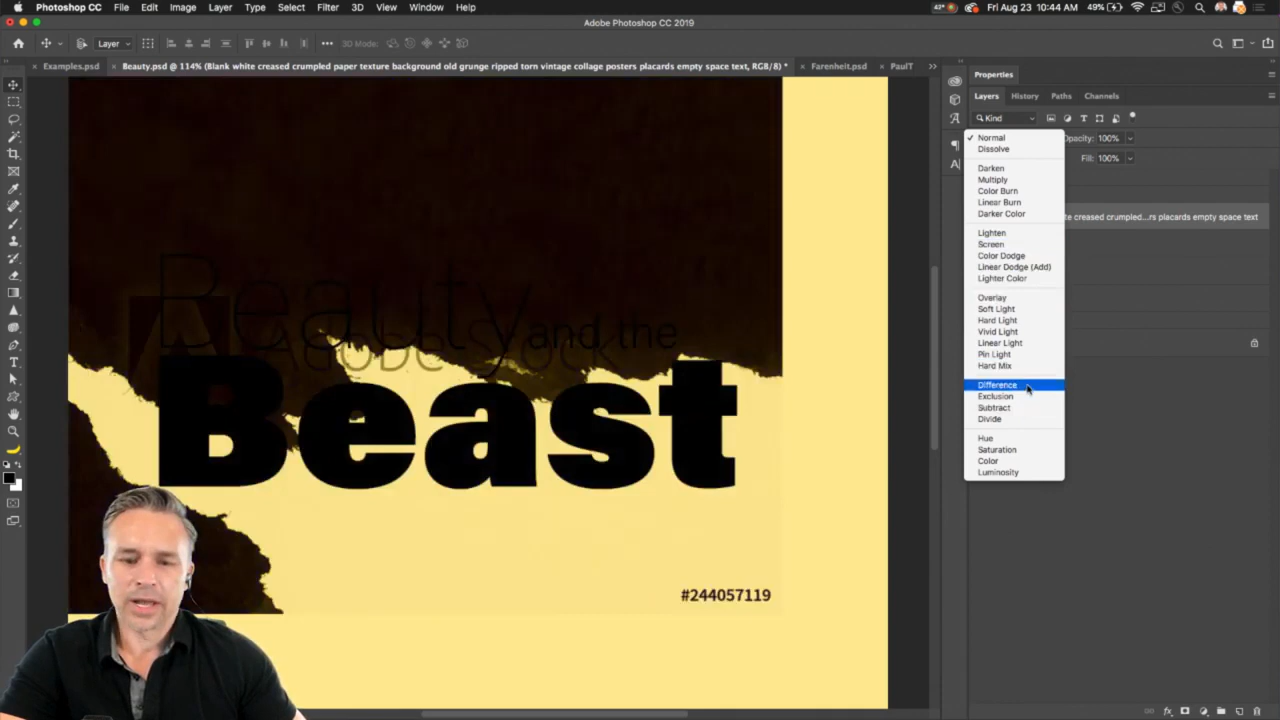 Photoshop CC File Edit Image Layer Type Select Filter 3D View Window Help 49% Fri Aug 23 10:44 AM
Adobe Photoshop CC 2019
Layer 3D Mode:
Examples.psd Beauty.psd @ 114% (Blank white creased crumpled paper texture background old grunge ripped torn vintage collage posters placards empty space text, RGB/8) * Farenheit.psd PaulT
Properties
Layers History Paths Channels
Kind
Normal Opacity: 100%
Dissolve
Fill: 100%
Darken
Multiply
Color Burn
Linear Burn
Darker Color
te creased crumpled...rs placards empty space text
Lighten
Screen
Color Dodge
Linear Dodge (Add)
Lighter Color
Overlay
Soft Light
Hard Light
Vivid Light
Linear Light
Pin Light
Hard Mix
Difference
Exclusion
Subtract
Divide
Hue
Saturation
Color
Luminosity
Beauty and the
Beast
#244057119